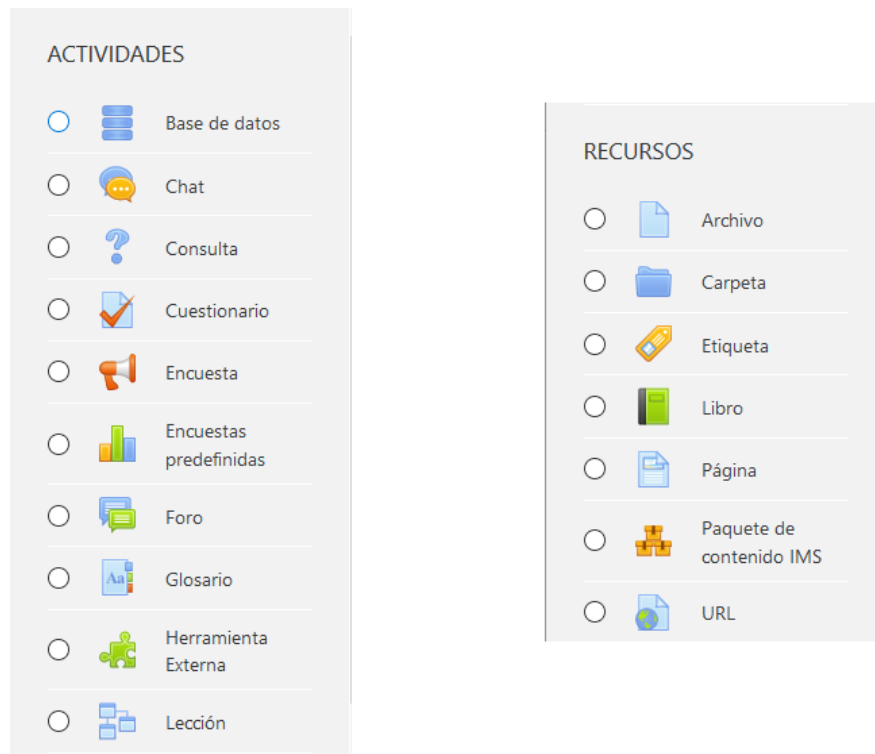 ACTIVIDADES
Base de datos
Chat
Consulta
Cuestionario
Encuesta
Encuestas
predefinidas
Foro
Aa
Glosario
Herramienta
Externa
Lección
RECURSOS
Archivo
Carpeta
Etiqueta
Libro
Página
Paquete de
contenido IMS
URL